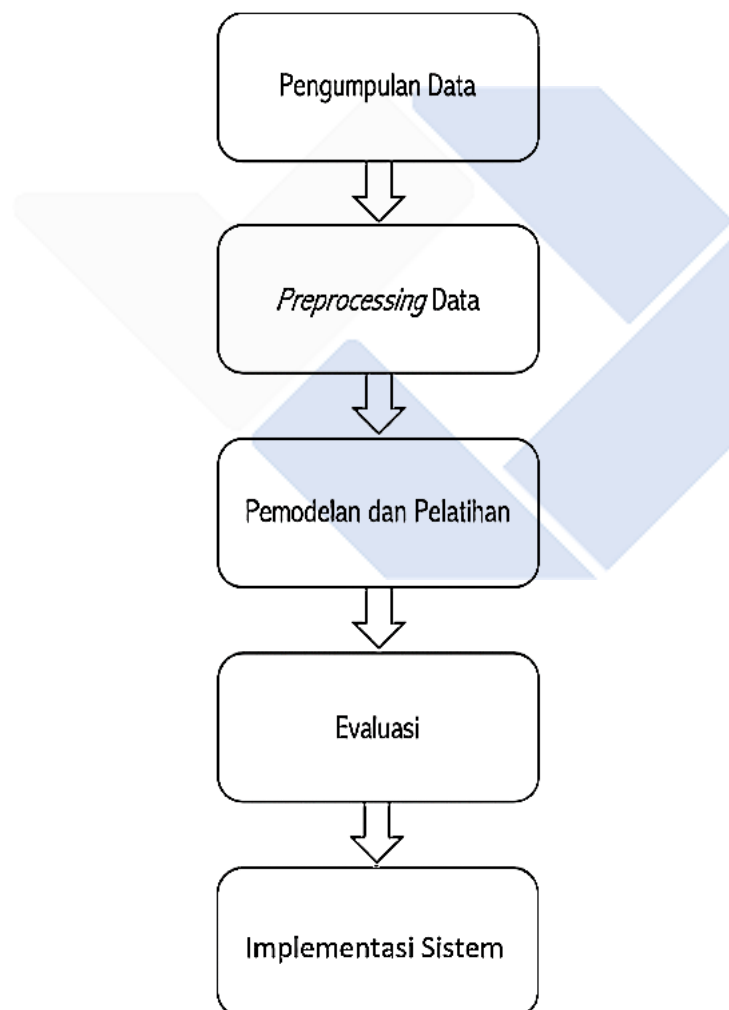 Pengumpulan Data
Preprocessing Data
Pemodelan dan Pelatihan
Evaluasi
Implementasi Sistem